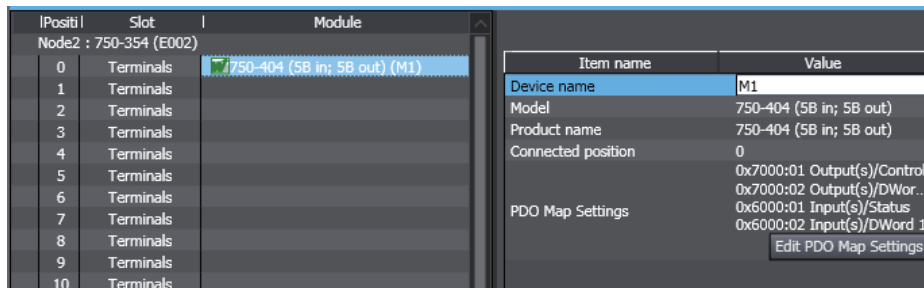 Positi Slot Module
Node2 : 750-354 (E002)
0 Terminals 750-404 (5B in; 5B out) (M1)
1 Terminals
2 Terminals
3 Terminals
4 Terminals
5 Terminals
6 Terminals
7 Terminals
8 Terminals
9 Terminals
10 Terminals
Item name Value
Device name M1
Model 750-404 (5B in; 5B out)
Product name 750-404 (5B in; 5B out)
Connected position 0
PDO Map Settings
0x7000:01 Output(s)/Control
0x7000:02 Output(s)/DWor...
0x6000:01 Input(s)/Status
0x6000:02 Input(s)/DWord 1
Edit PDO Map Settings